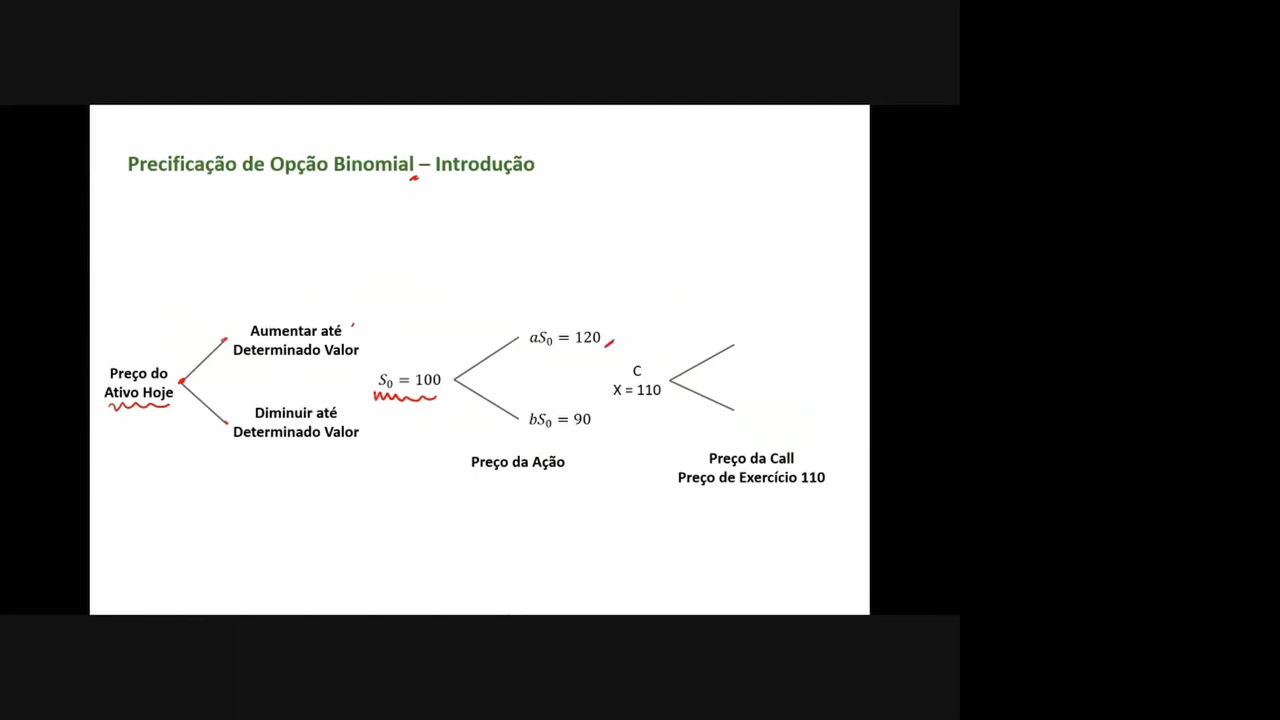 Precificação de Opção Binomial – Introdução
Aumentar até
Determinado Valor
Preço do
Ativo Hoje
Diminuir até
Determinado Valor
S₀ = 100
aS₀ = 120
bS₀ = 90
Preço da Ação
C
X = 110
Preço da Call
Preço de Exercício 110